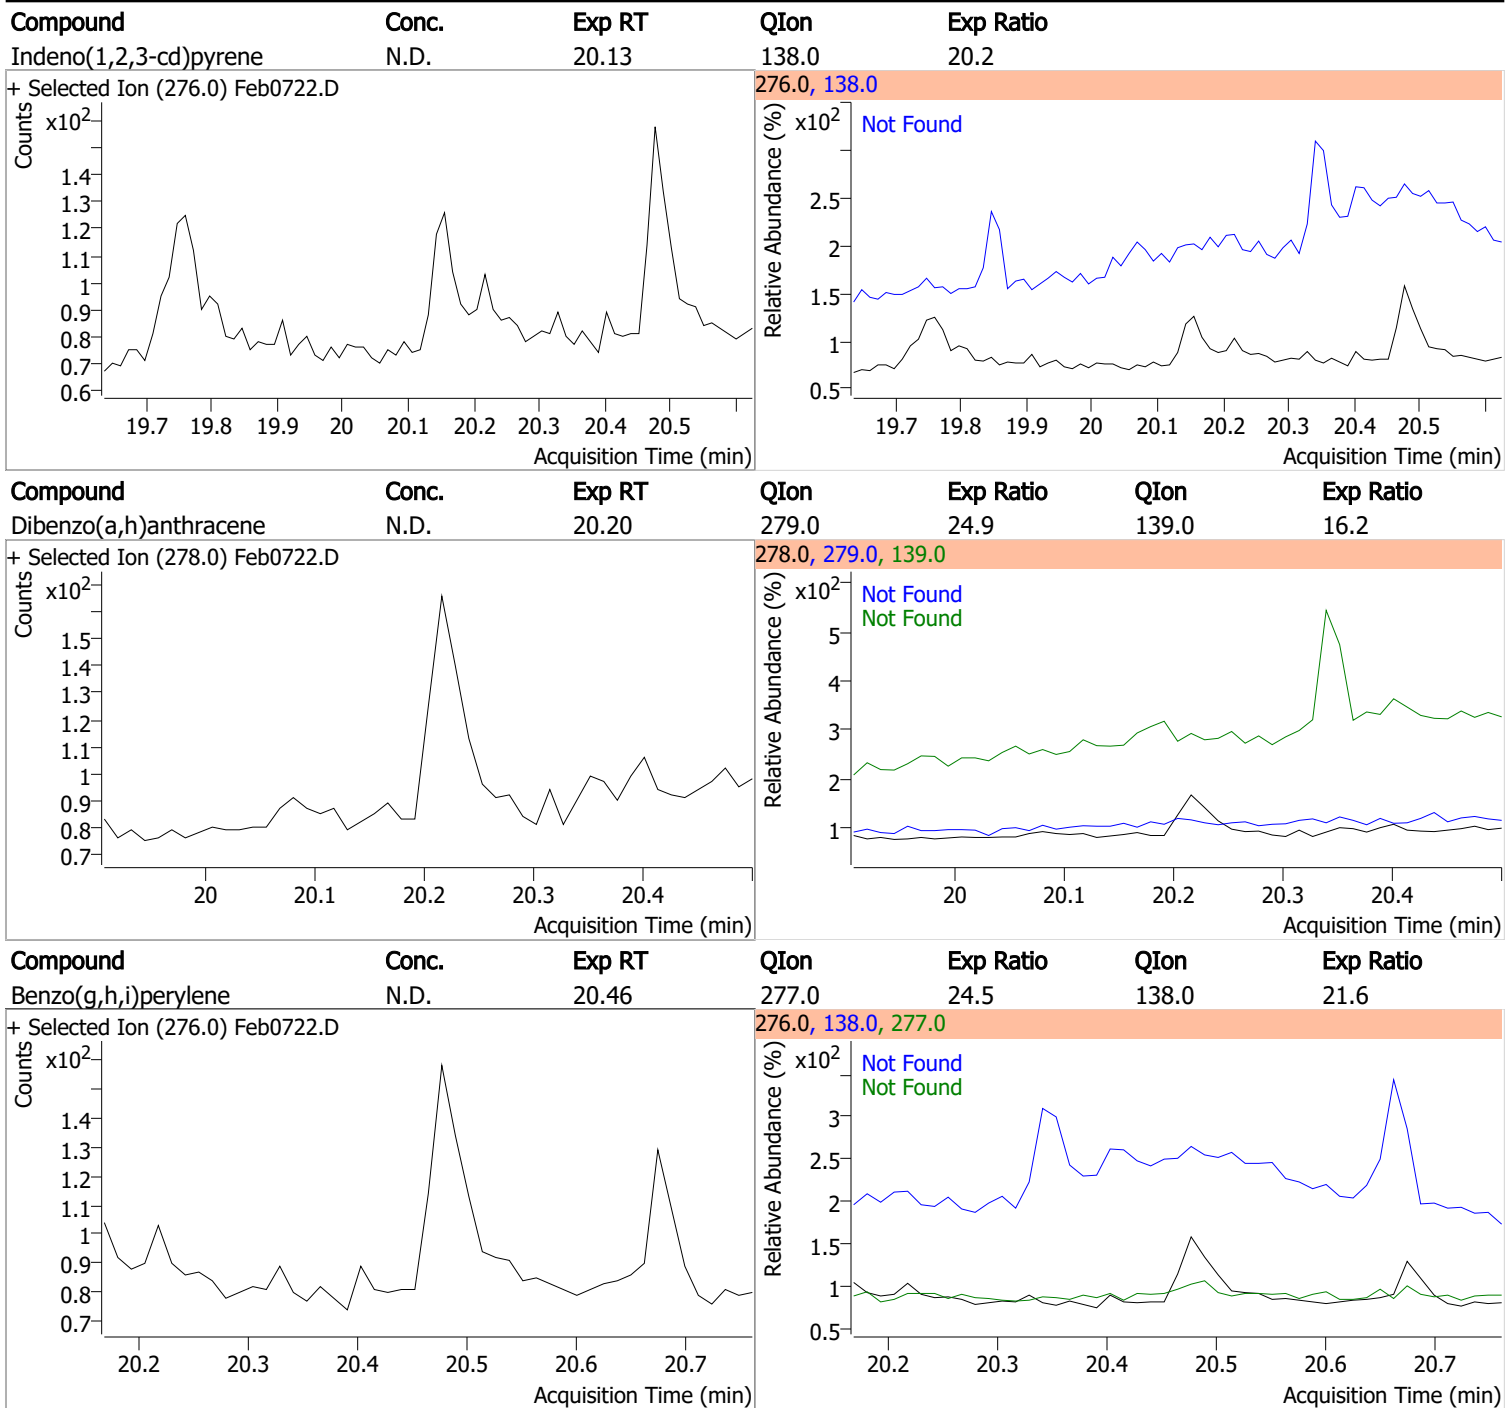 Compound Conc. Exp RT QIon Exp Ratio
Indeno(1,2,3-cd)pyrene N.D. 20.13 138.0 20.2
+ Selected Ion (276.0) Feb0722.D
Counts
x10²
1.4
1.3
1.2
1.1
1
0.9
0.8
0.7
0.6
19.7 19.8 19.9 20 20.1 20.2 20.3 20.4 20.5
Acquisition Time (min)
276.0, 138.0
Relative Abundance (%)
x10²
Not Found
2.5
2
1.5
1
0.5
19.7 19.8 19.9 20 20.1 20.2 20.3 20.4 20.5
Acquisition Time (min)
Compound Conc. Exp RT QIon Exp Ratio QIon Exp Ratio
Dibenzo(a,h)anthracene N.D. 20.20 279.0 24.9 139.0 16.2
+ Selected Ion (278.0) Feb0722.D
Counts
x10²
1.5
1.4
1.3
1.2
1.1
1
0.9
0.8
0.7
20 20.1 20.2 20.3 20.4
Acquisition Time (min)
278.0, 279.0, 139.0
Relative Abundance (%)
x10²
Not Found
Not Found
5
4
3
2
1
20 20.1 20.2 20.3 20.4
Acquisition Time (min)
Compound Conc. Exp RT QIon Exp Ratio QIon Exp Ratio
Benzo(g,h,i)perylene N.D. 20.46 277.0 24.5 138.0 21.6
+ Selected Ion (276.0) Feb0722.D
Counts
x10²
1.4
1.3
1.2
1.1
1
0.9
0.8
0.7
20.2 20.3 20.4 20.5 20.6 20.7
Acquisition Time (min)
276.0, 138.0, 277.0
Relative Abundance (%)
x10²
Not Found
Not Found
3
2.5
2
1.5
1
0.5
20.2 20.3 20.4 20.5 20.6 20.7
Acquisition Time (min)